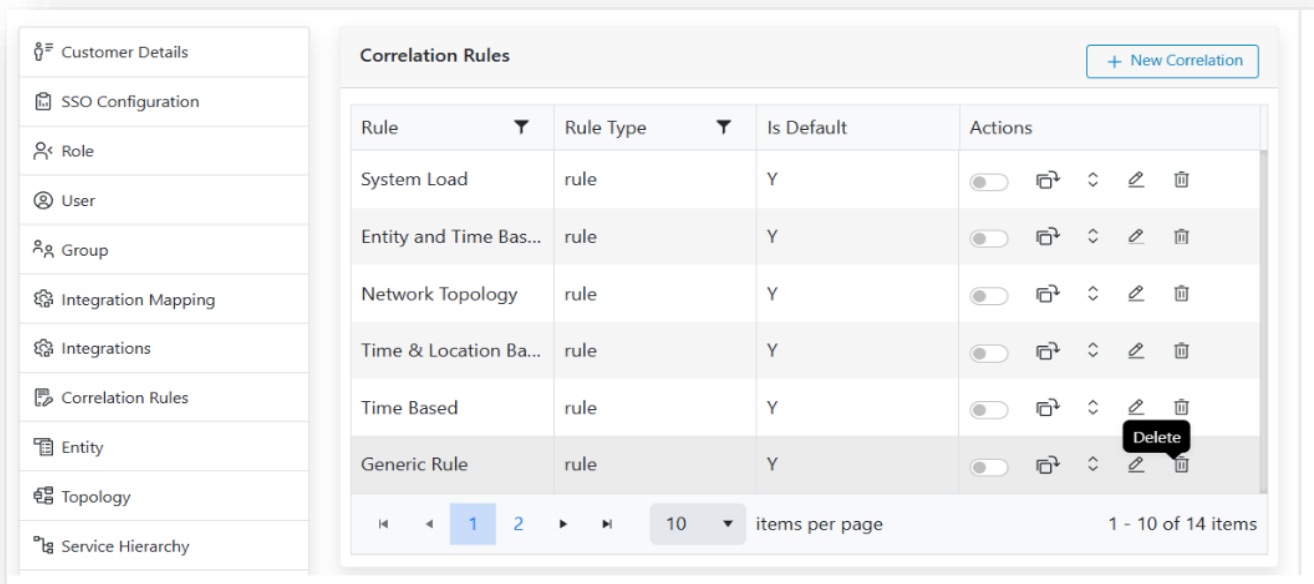 Customer Details
SSO Configuration
Role
User
Group
Integration Mapping
Integrations
Correlation Rules
Entity
Topology
Service Hierarchy
Correlation Rules
+ New Correlation
Rule Rule Type Is Default Actions
System Load rule Y
Entity and Time Bas... rule Y
Network Topology rule Y
Time & Location Ba... rule Y
Time Based rule Y
Delete
Generic Rule rule Y
1 2 10 items per page 1 - 10 of 14 items